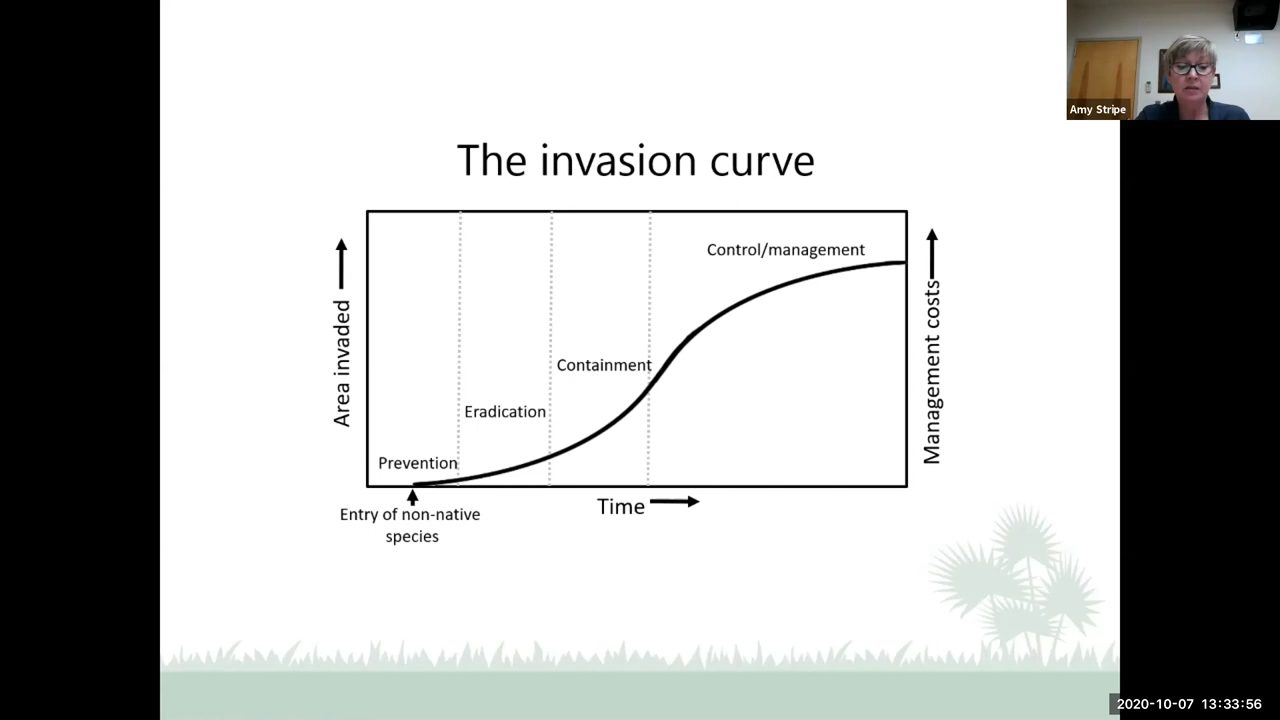 Amy Stripe
The invasion curve
Control/management
Area invaded
Management costs
Containment
Eradication
Prevention
Time
Entry of non-native
species
2020-10-07 13:33:56